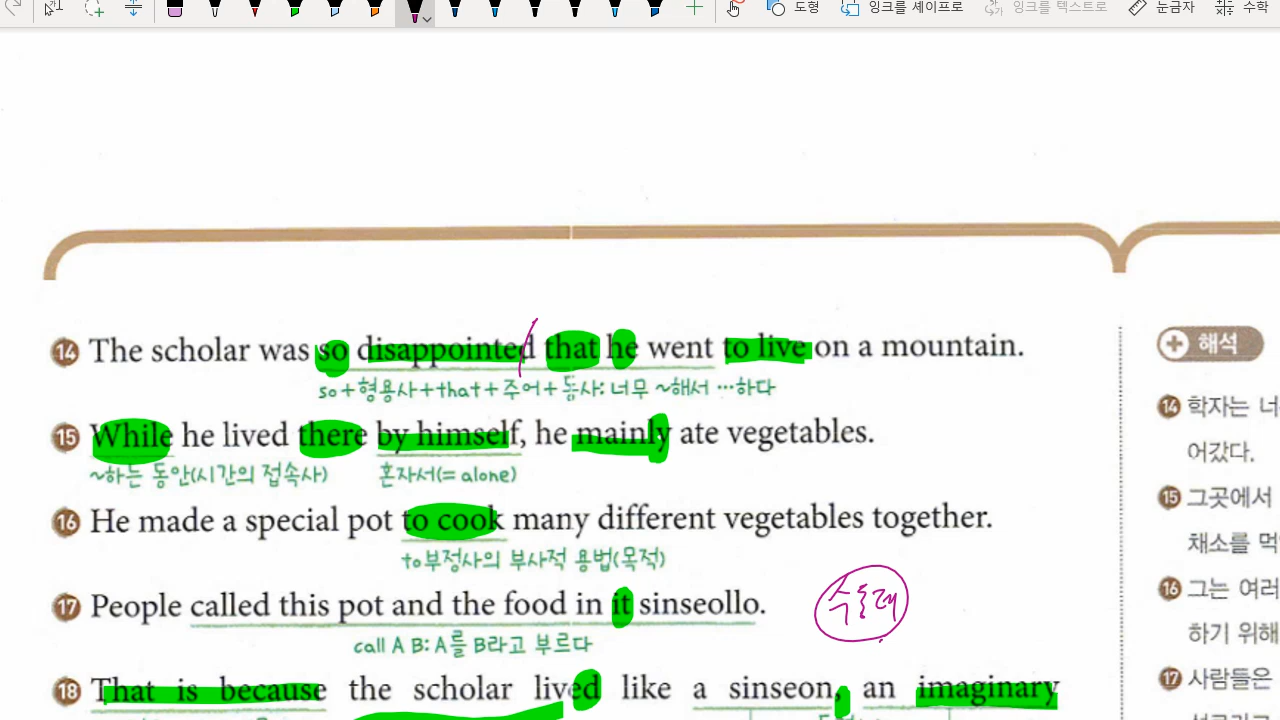 도형 잉크를 셰이프로 잉크를 텍스트로 눈금자 수학
⑭ The scholar was so disappointed that he went to live on a mountain.
so+형용사+that+주어+동사: 너무 ~해서 …하다
⑮ While he lived there by himself, he mainly ate vegetables.
~하는 동안(시간의 접속사) 혼자서(= alone)
⑯ He made a special pot to cook many different vegetables together.
to부정사의 부사적 용법(목적)
⑰ People called this pot and the food in it sinseollo.
수동태
call A B: A를 B라고 부르다
⑱ That is because the scholar lived like a sinseon, an imaginary
해석
⑭ 학자는 너
어갔다.
⑮ 그곳에서
채소를 먹
⑯ 그는 여러
하기 위해
⑰ 사람들은